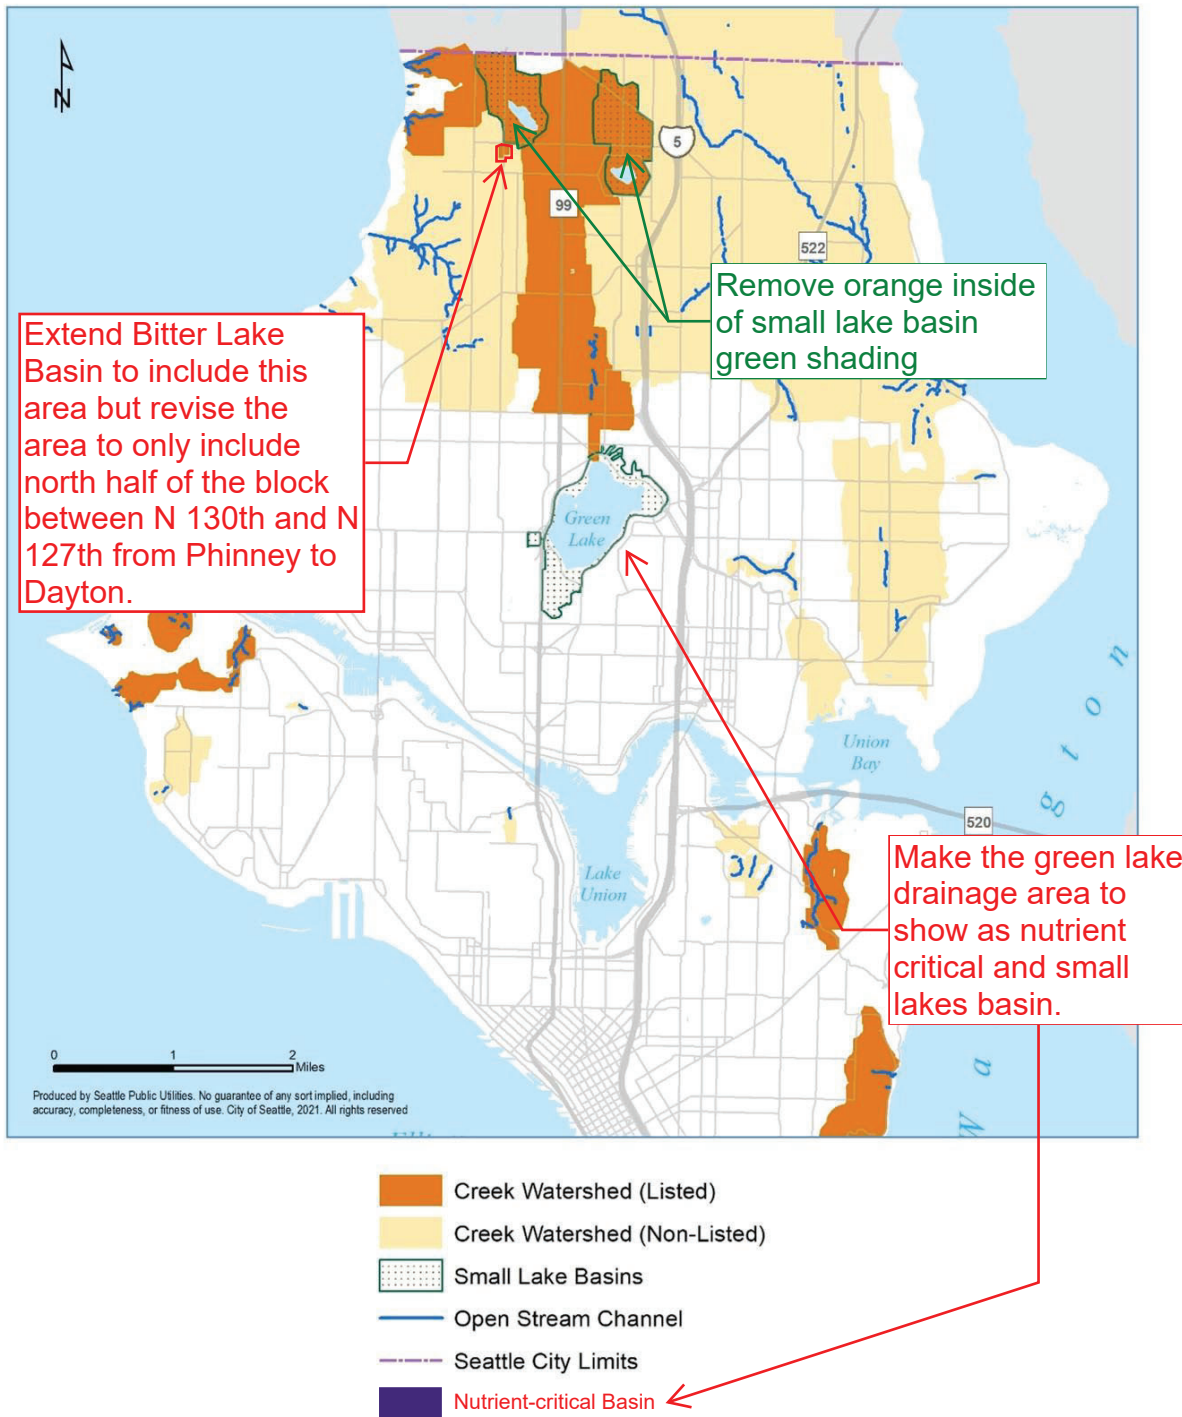 N
5
99
522
Remove orange inside
of small lake basin
green shading
Extend Bitter Lake
Basin to include this
area but revise the
area to only include
north half of the block
between N 130th and N
127th from Phinney to
Dayton.
Green
Lake
Union
Bay
520
Lake
Union
Make the green lake
drainage area to
show as nutrient
critical and small
lakes basin.
g t o n
W a
0 1 2
Miles
Produced by Seattle Public Utilities. No guarantee of any sort implied, including
accuracy, completeness, or fitness of use. City of Seattle, 2021. All rights reserved
Creek Watershed (Listed)
Creek Watershed (Non-Listed)
Small Lake Basins
Open Stream Channel
Seattle City Limits
Nutrient-critical Basin